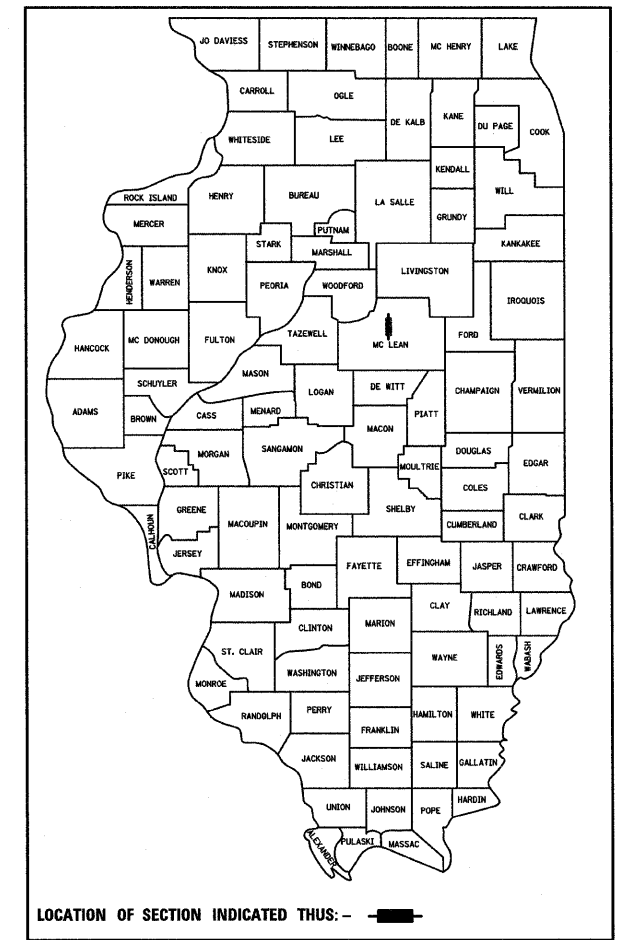 JO DAVIESS STEPHENSON WINNEBAGO BOONE MC HENRY LAKE
CARROLL OGLE DE KALB KANE DU PAGE COOK
WHITESIDE LEE KENDALL WILL
ROCK ISLAND HENRY BUREAU LA SALLE GRUNDY
MERCER PUTNAM
STARK MARSHALL KANKAKEE
HENDERSON WARREN KNOX PEORIA WOODFORD LIVINGSTON IROQUOIS
HANCOCK MC DONOUGH FULTON TAZEWELL MC LEAN FORD
MASON
SCHUYLER LOGAN DE WITT CHAMPAIGN VERMILION
ADAMS BROWN CASS MENARD PIATT
MACON
MORGAN SANGAMON DOUGLAS
PIKE SCOTT CHRISTIAN MOULTRIE EDGAR
COLES
GREENE MACOUPIN MONTGOMERY SHELBY CLARK
CALHOUN CUMBERLAND
JERSEY FAYETTE EFFINGHAM JASPER CRAWFORD
MADISON BOND
CLAY RICHLAND LAWRENCE
CLINTON MARION
ST. CLAIR WAYNE EDWARDS WABASH
WASHINGTON JEFFERSON
MONROE
RANDOLPH PERRY HAMILTON WHITE
FRANKLIN
JACKSON WILLIAMSON SALINE GALLATIN
UNION JOHNSON POPE HARDIN
ALEXANDER PULASKI MASSAC
LOCATION OF SECTION INDICATED THUS: –